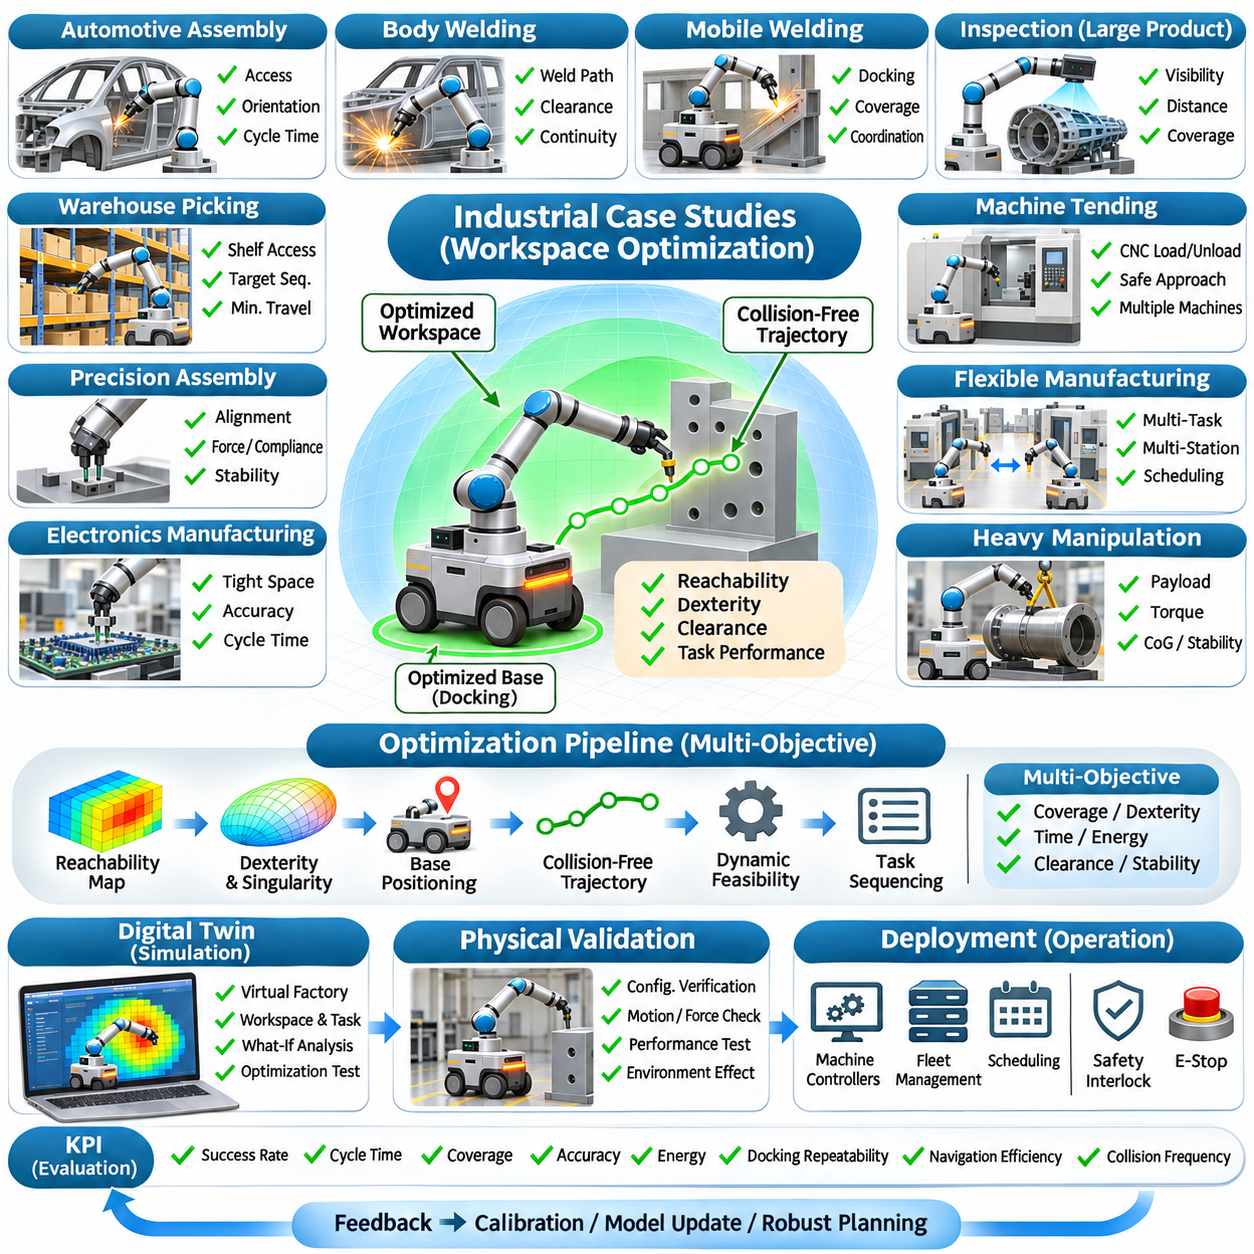 Automotive Assembly
Access
Orientation
Cycle Time
Body Welding
Weld Path
Clearance
Continuity
Mobile Welding
Docking
Coverage
Coordination
Inspection (Large Product)
Visibility
Distance
Coverage
Warehouse Picking
Shelf Access
Target Seq.
Min. Travel
Industrial Case Studies
(Workspace Optimization)
Machine Tending
CNC Load/Unload
Safe Approach
Multiple Machines
Optimized
Workspace
Collision-Free
Trajectory
Precision Assembly
Alignment
Force / Compliance
Stability
Flexible Manufacturing
Multi-Task
Multi-Station
Scheduling
Electronics Manufacturing
Tight Space
Accuracy
Cycle Time
Reachability
Dexterity
Clearance
Task Performance
Optimized Base
(Docking)
Heavy Manipulation
Payload
Torque
CoG / Stability
Optimization Pipeline (Multi-Objective)
Reachability
Map
Dexterity
& Singularity
Base
Positioning
Collision-Free
Trajectory
Dynamic
Feasibility
Task
Sequencing
Multi-Objective
Coverage / Dexterity
Time / Energy
Clearance / Stability
Digital Twin
(Simulation)
Virtual Factory
Workspace & Task
What-If Analysis
Optimization Test
Physical Validation
Config. Verification
Motion / Force Check
Performance Test
Environment Effect
Deployment (Operation)
Machine
Controllers
Fleet
Management
Scheduling
Safety
Interlock
E-Stop
KPI
(Evaluation)
Success Rate
Cycle Time
Coverage
Accuracy
Energy
Docking Repeatability
Navigation Efficiency
Collision Frequency
Feedback → Calibration / Model Update / Robust Planning